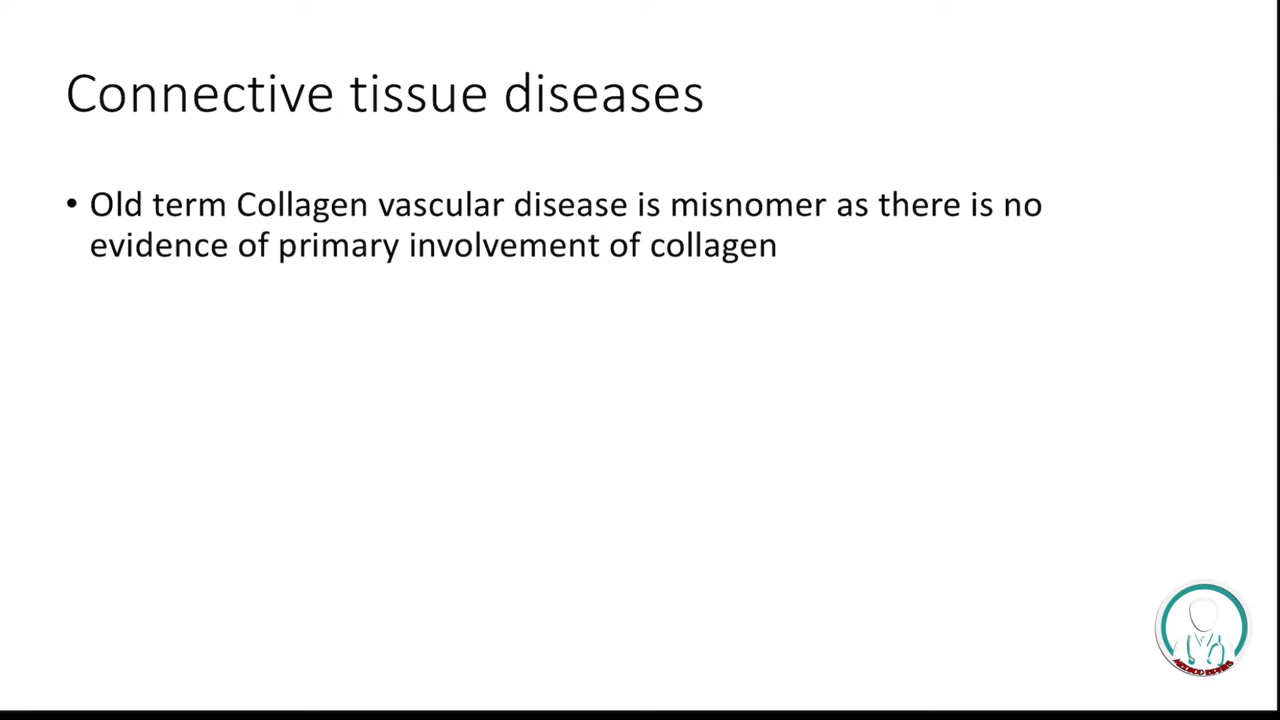 Connective tissue diseases
• Old term Collagen vascular disease is misnomer as there is no
evidence of primary involvement of collagen